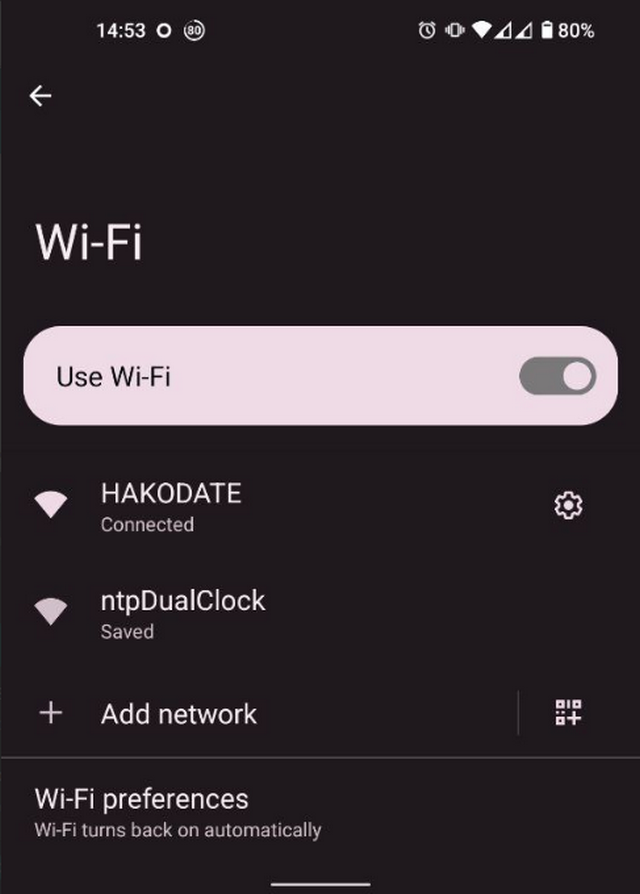 14:53 80 80%
Wi-Fi
Use Wi-Fi
HAKODATE
Connected
ntpDualClock
Saved
Add network
Wi-Fi preferences
Wi-Fi turns back on automatically